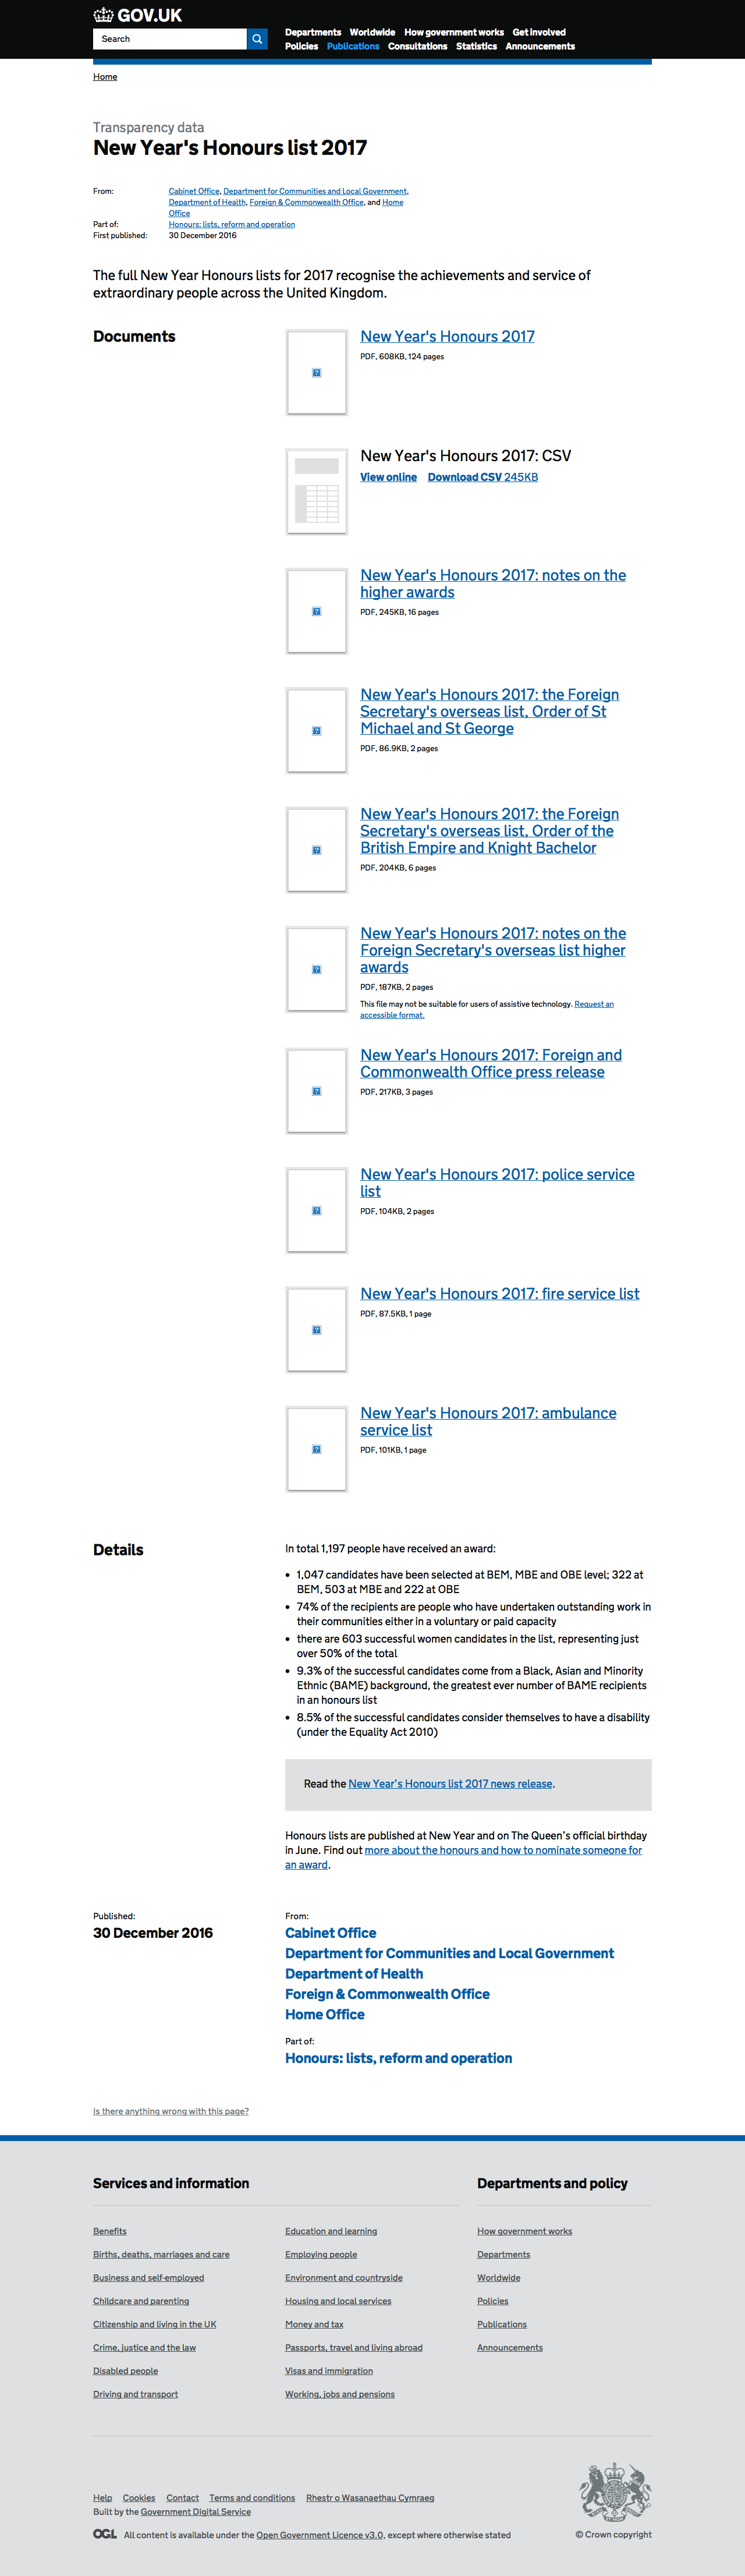 GOV.UK
Search
Departments Worldwide How government works Get involved
Policies Publications Consultations Statistics Announcements
Home
Transparency data
New Year's Honours list 2017
From: Cabinet Office, Department for Communities and Local Government,
Department of Health, Foreign & Commonwealth Office, and Home
Office
Part of: Honours: lists, reform and operation
First published: 30 December 2016
The full New Year Honours lists for 2017 recognise the achievements and service of
extraordinary people across the United Kingdom.
Documents
New Year's Honours 2017
PDF, 608KB, 124 pages
New Year's Honours 2017: CSV
View online Download CSV 245KB
New Year's Honours 2017: notes on the
higher awards
PDF, 245KB, 16 pages
New Year's Honours 2017: the Foreign
Secretary's overseas list, Order of St
Michael and St George
PDF, 86.9KB, 2 pages
New Year's Honours 2017: the Foreign
Secretary's overseas list, Order of the
British Empire and Knight Bachelor
PDF, 204KB, 6 pages
New Year's Honours 2017: notes on the
Foreign Secretary's overseas list higher
awards
PDF, 187KB, 2 pages
This file may not be suitable for users of assistive technology. Request an
accessible format.
New Year's Honours 2017: Foreign and
Commonwealth Office press release
PDF, 217KB, 3 pages
New Year's Honours 2017: police service
list
PDF, 104KB, 2 pages
New Year's Honours 2017: fire service list
PDF, 87.5KB, 1 page
New Year's Honours 2017: ambulance
service list
PDF, 101KB, 1 page
Details
In total 1,197 people have received an award:
• 1,047 candidates have been selected at BEM, MBE and OBE level; 322 at
BEM, 503 at MBE and 222 at OBE
• 74% of the recipients are people who have undertaken outstanding work in
their communities either in a voluntary or paid capacity
• there are 603 successful women candidates in the list, representing just
over 50% of the total
• 9.3% of the successful candidates come from a Black, Asian and Minority
Ethnic (BAME) background, the greatest ever number of BAME recipients
in an honours list
• 8.5% of the successful candidates consider themselves to have a disability
(under the Equality Act 2010)
Read the New Year's Honours list 2017 news release.
Honours lists are published at New Year and on The Queen's official birthday
in June. Find out more about the honours and how to nominate someone for
an award.
Published:
30 December 2016
From:
Cabinet Office
Department for Communities and Local Government
Department of Health
Foreign & Commonwealth Office
Home Office
Part of:
Honours: lists, reform and operation
Is there anything wrong with this page?
Services and information
Benefits
Births, deaths, marriages and care
Business and self-employed
Childcare and parenting
Citizenship and living in the UK
Crime, justice and the law
Disabled people
Driving and transport
Education and learning
Employing people
Environment and countryside
Housing and local services
Money and tax
Passports, travel and living abroad
Visas and immigration
Working, jobs and pensions
Departments and policy
How government works
Departments
Worldwide
Policies
Publications
Announcements
Help Cookies Contact Terms and conditions Rhestr o Wasanaethau Cymraeg
Built by the Government Digital Service
OGL All content is available under the Open Government Licence v3.0, except where otherwise stated
© Crown copyright